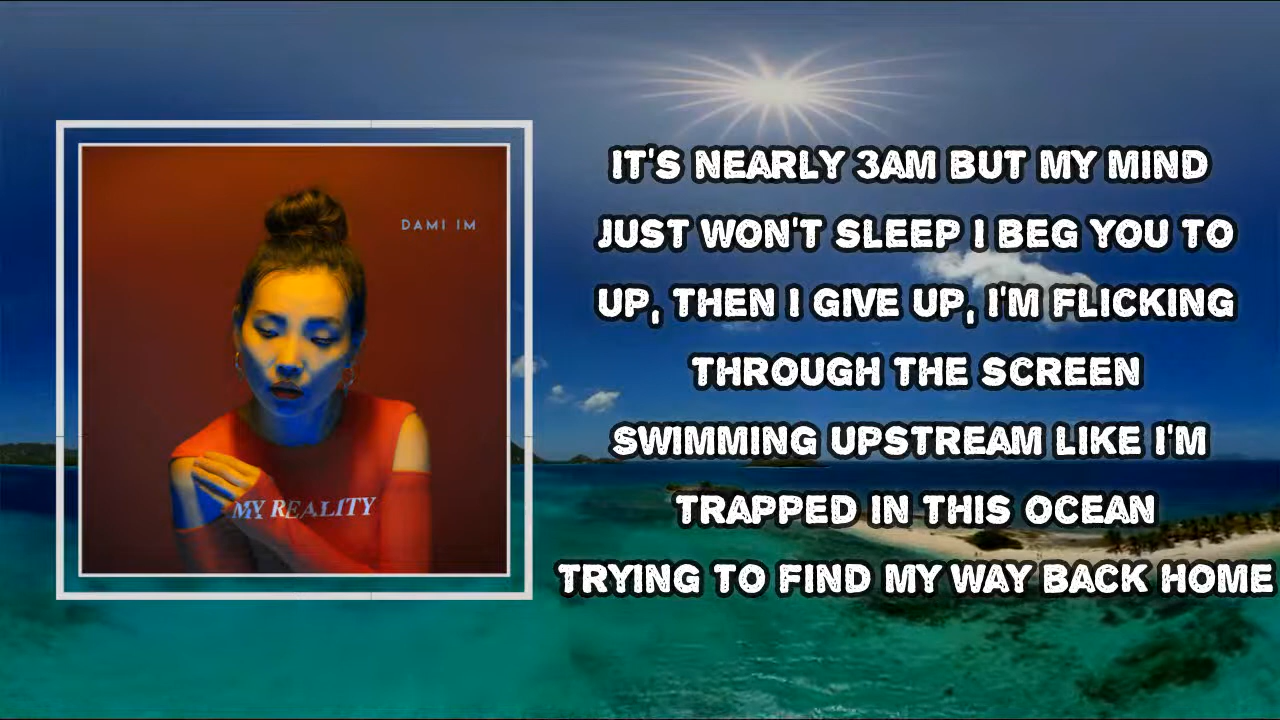 DAMI IM
MY REALITY
IT'S NEARLY 3AM BUT MY MIND
JUST WON'T SLEEP I BEG YOU TO
UP, THEN I GIVE UP, I'M FLICKING
THROUGH THE SCREEN
SWIMMING UPSTREAM LIKE I'M
TRAPPED IN THIS OCEAN
TRYING TO FIND MY WAY BACK HOME